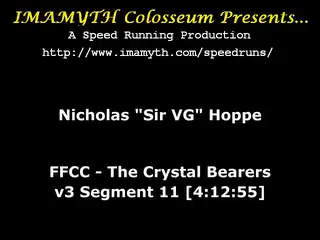 IMAMYTH Colosseum Presents...
A Speed Running Production
http://www.imamyth.com/speedruns/
Nicholas "Sir VG" Hoppe
FFCC - The Crystal Bearers
v3 Segment 11 [4:12:55]